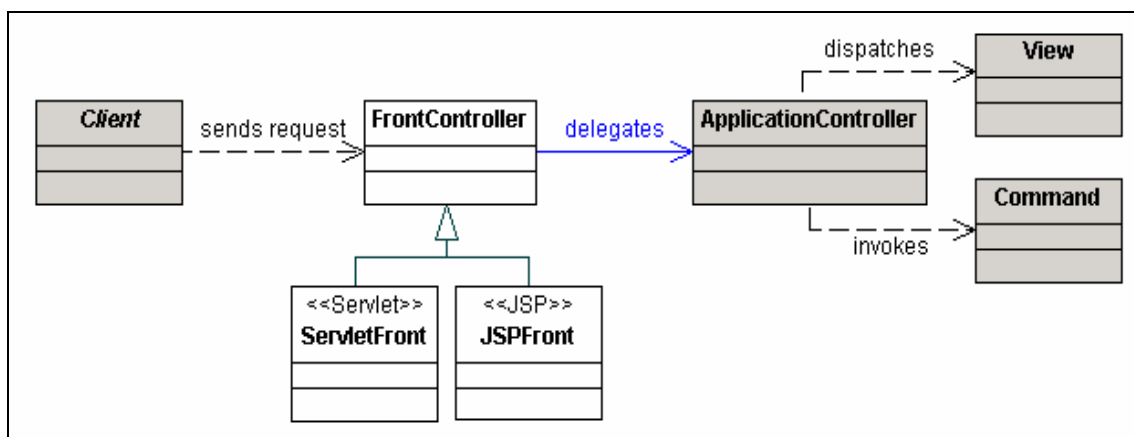 Client
sends request
FrontController
delegates
ApplicationController
dispatches
View
invokes
Command
<<Servlet>>
ServletFront
<<JSP>>
JSPFront